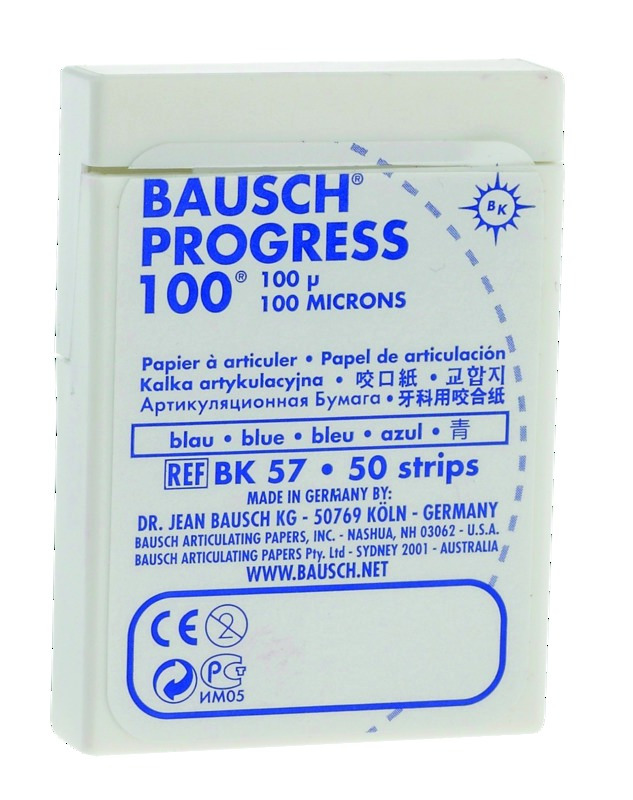 BAUSCH®
BK
PROGRESS
100® 100 µ
100 MICRONS
Papier à articuler • Papel de articulación
Kalka artykulacyjna • 咬口紙 • 교합지
Артикуляционная Бумага • 牙科用咬合紙
blau • blue • bleu • azul • 青
REF BK 57 • 50 strips
MADE IN GERMANY BY:
DR. JEAN BAUSCH KG - 50769 KÖLN - GERMANY
BAUSCH ARTICULATING PAPERS, INC. - NASHUA, NH 03062 - U.S.A.
BAUSCH ARTICULATING PAPERS Pty. Ltd - SYDNEY 2001 - AUSTRALIA
WWW.BAUSCH.NET
CE 2
РСТ
ИМ05